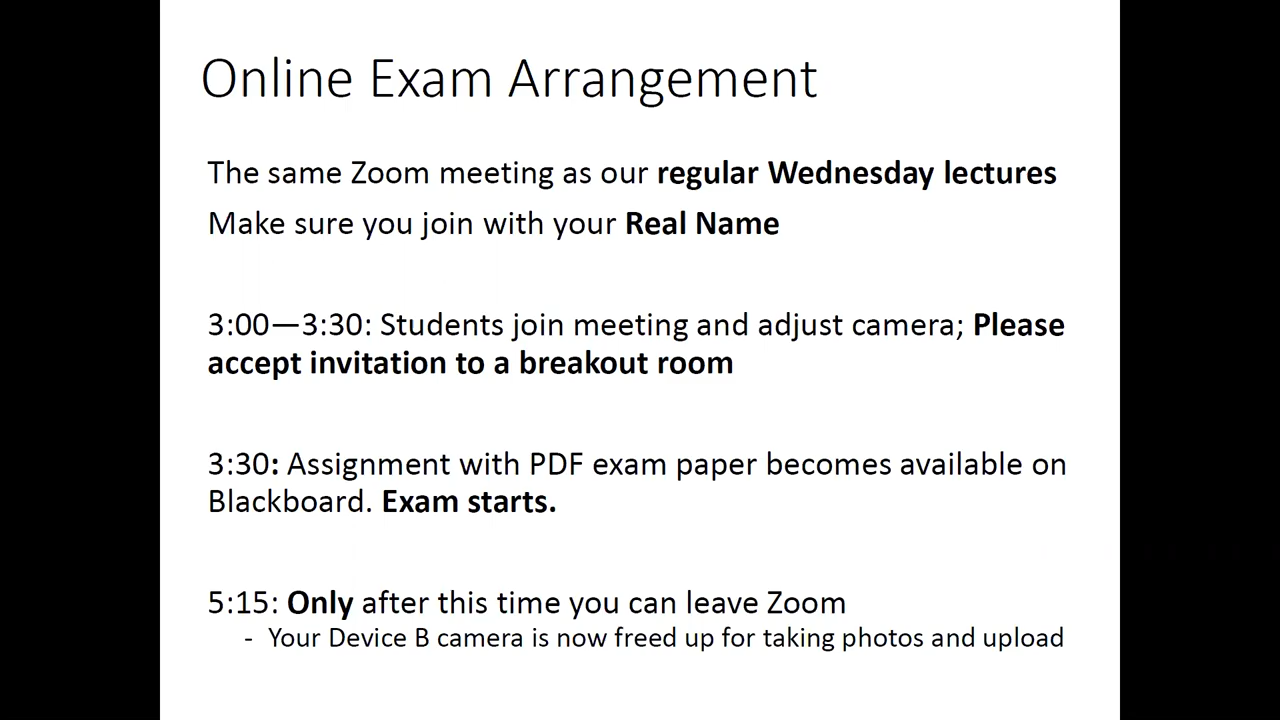 Online Exam Arrangement
The same Zoom meeting as our regular Wednesday lectures
Make sure you join with your Real Name
3:00—3:30: Students join meeting and adjust camera; Please
accept invitation to a breakout room
3:30: Assignment with PDF exam paper becomes available on
Blackboard. Exam starts.
5:15: Only after this time you can leave Zoom
- Your Device B camera is now freed up for taking photos and upload